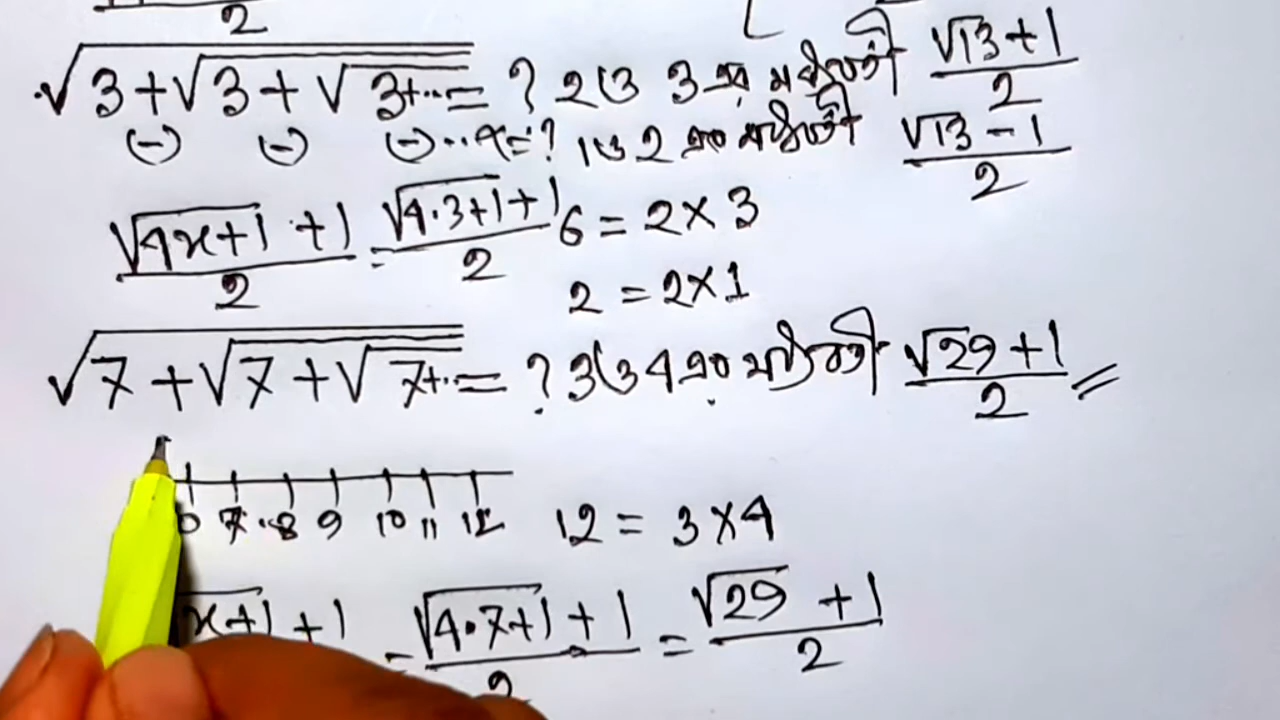 2
√3+√3+√3+... = ? 2 ও 3 এর মধ্যবর্তী (√13+1)/2
(-) (-) (-) ... x=? 1 ও 2 এর মধ্যবর্তী (√13-1)/2
(√4x+1 + 1)/2 = (√4·3+1 + 1)/2 6 = 2×3
2 = 2×1
√7+√7+√7+... = ? 3 ও 4 এর মধ্যবর্তী (√29+1)/2
7 8 9 10 11 12 12 = 3×4
x+1 + 1 = (√4·7+1 + 1)/2 = (√29 + 1)/2